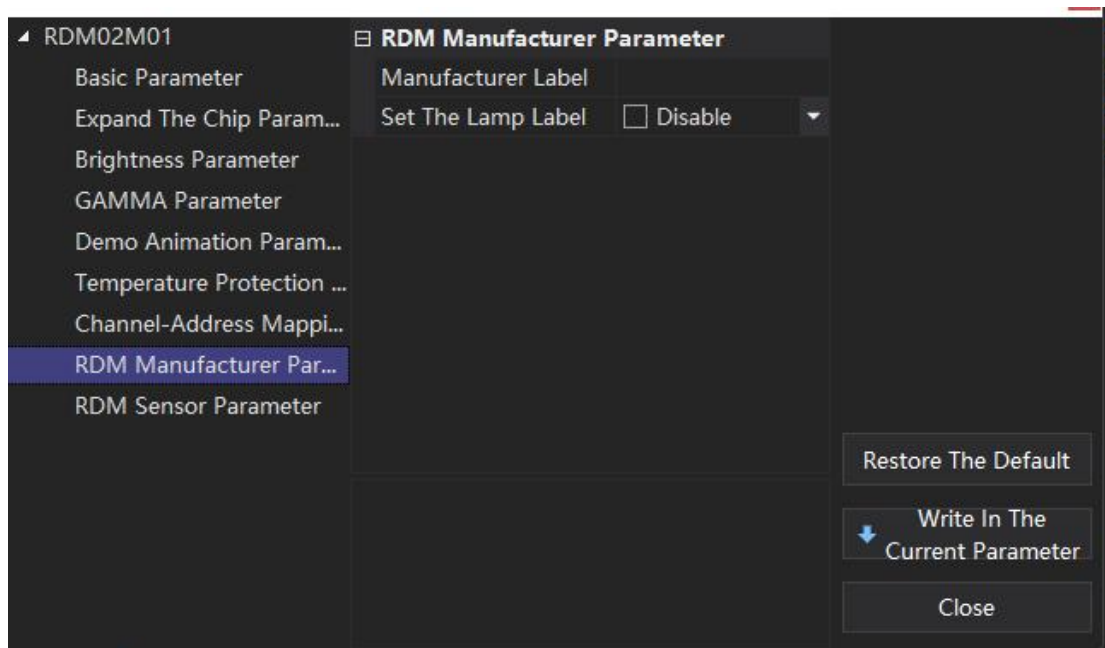 RDM02M01
Basic Parameter
Expand The Chip Param...
Brightness Parameter
GAMMA Parameter
Demo Animation Param...
Temperature Protection ...
Channel-Address Mappi...
RDM Manufacturer Par...
RDM Sensor Parameter
RDM Manufacturer Parameter
Manufacturer Label
Set The Lamp Label Disable
Restore The Default
Write In The
Current Parameter
Close